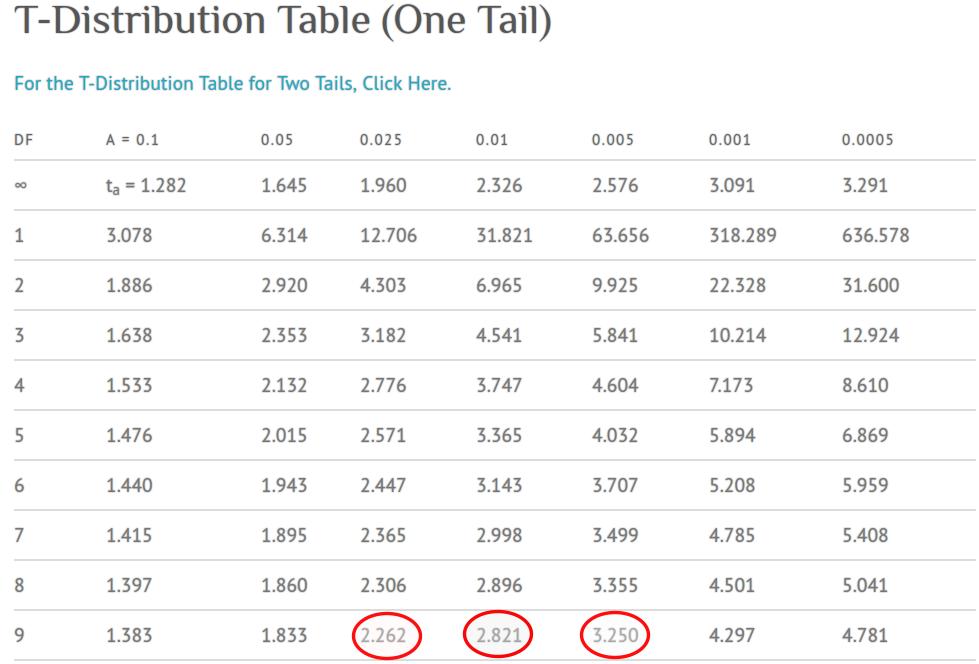 T-Distribution Table (One Tail)
For the T-Distribution Table for Two Tails, Click Here.
DF A = 0.1 0.05 0.025 0.01 0.005 0.001 0.0005
∞ ta = 1.282 1.645 1.960 2.326 2.576 3.091 3.291
1 3.078 6.314 12.706 31.821 63.656 318.289 636.578
2 1.886 2.920 4.303 6.965 9.925 22.328 31.600
3 1.638 2.353 3.182 4.541 5.841 10.214 12.924
4 1.533 2.132 2.776 3.747 4.604 7.173 8.610
5 1.476 2.015 2.571 3.365 4.032 5.894 6.869
6 1.440 1.943 2.447 3.143 3.707 5.208 5.959
7 1.415 1.895 2.365 2.998 3.499 4.785 5.408
8 1.397 1.860 2.306 2.896 3.355 4.501 5.041
9 1.383 1.833 2.262 2.821 3.250 4.297 4.781